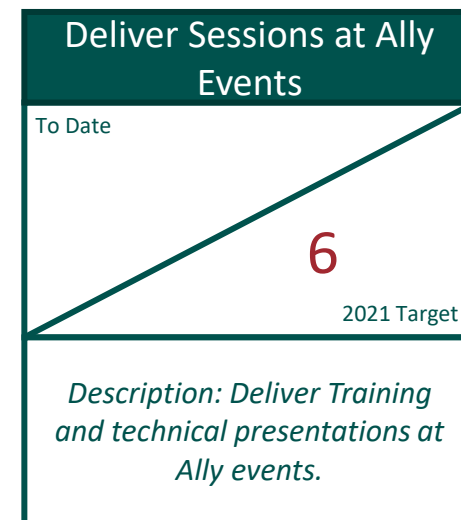 Deliver Sessions at Ally
Events
To Date
6
2021 Target
Description: Deliver Training
and technical presentations at
Ally events.